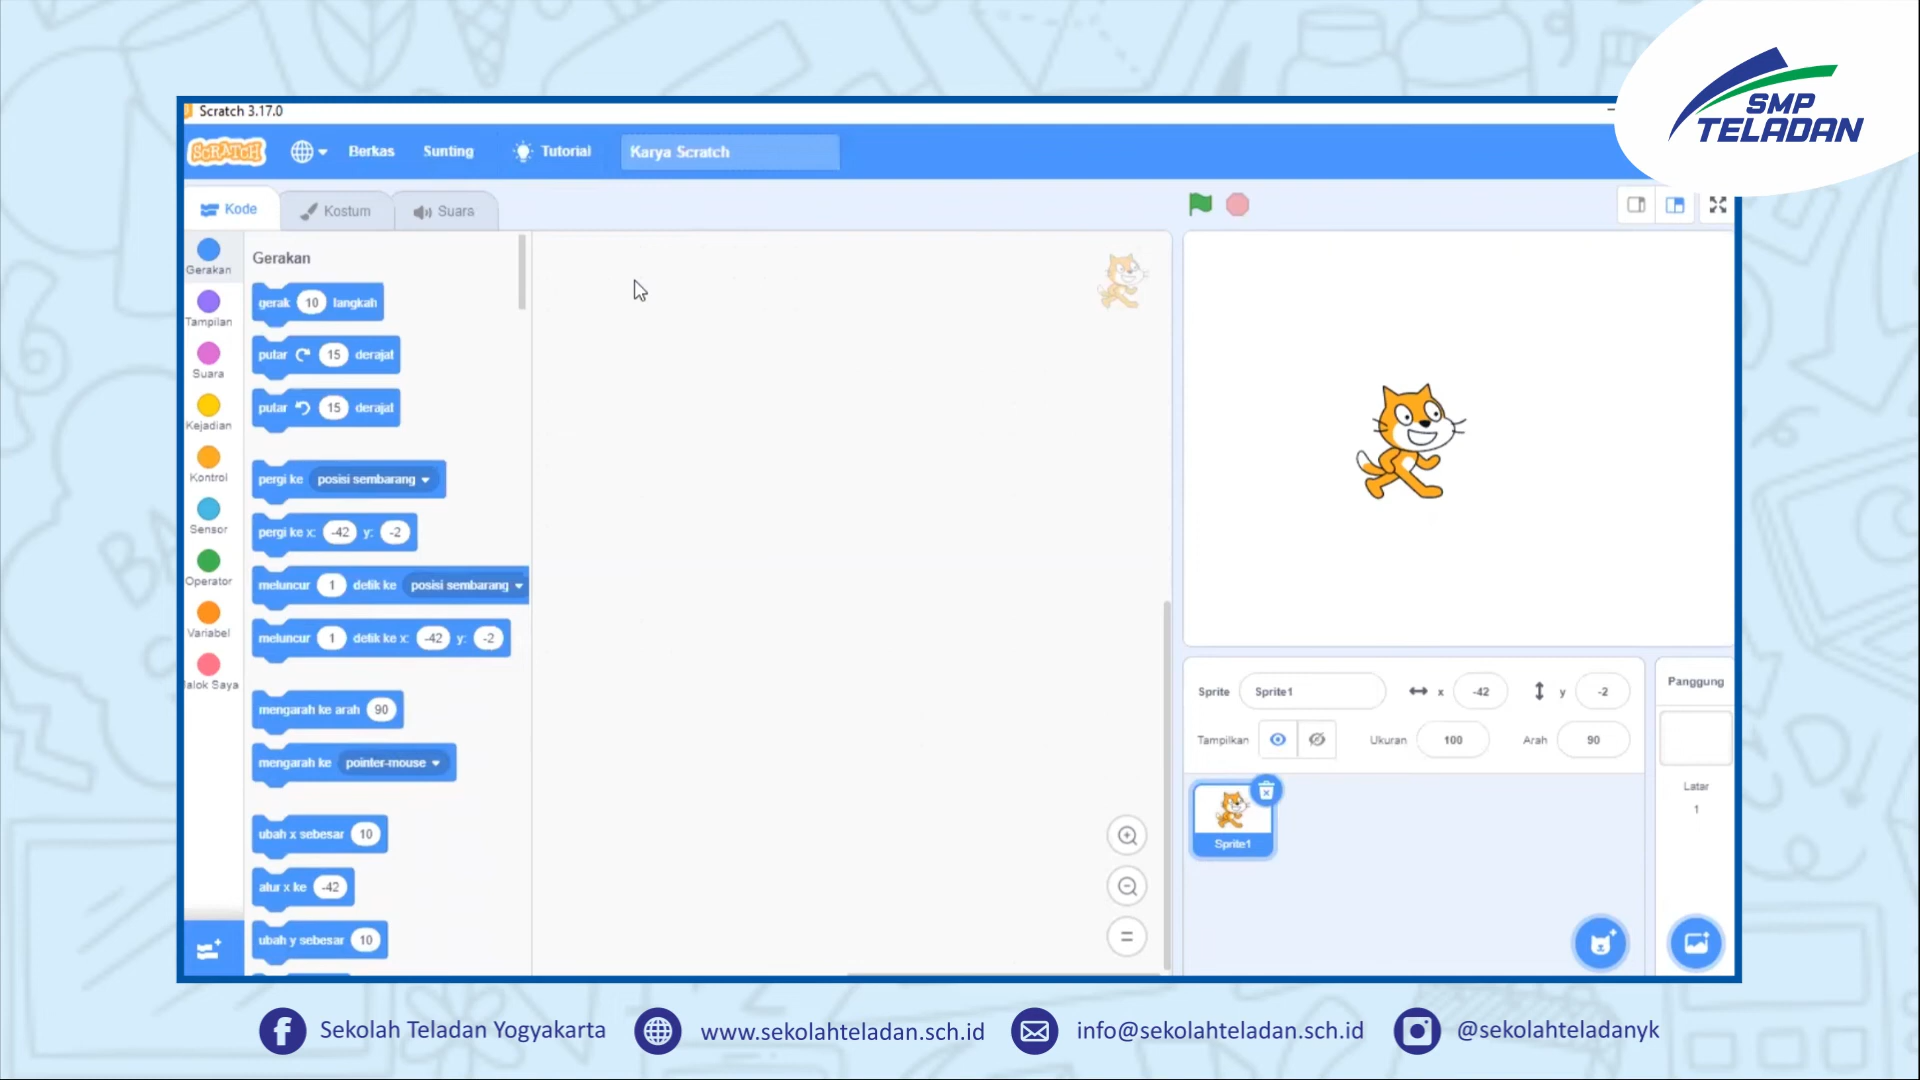 SMP
TELADAN
Scratch 3.17.0
SCRATCH
Berkas
Sunting
Tutorial
Karya Scratch
Kode
Kostum
Suara
Gerakan
Tampilan
Suara
Kejadian
Kontrol
Sensor
Operator
Variabel
alok Saya
Gerakan
gerak 10 langkah
putar 15 derajat
putar 15 derajat
pergi ke posisi sembarang
pergi ke x: -42 y: -2
meluncur 1 detik ke posisi sembarang
meluncur 1 detik ke x: -42 y: -2
mengarah ke arah 90
mengarah ke pointer-mouse
ubah x sebesar 10
atur x ke -42
ubah y sebesar 10
Sprite Sprite1 x -42 y -2
Tampilkan Ukuran 100 Arah 90
Sprite1
Panggung
Latar
1
Sekolah Teladan Yogyakarta
www.sekolahteladan.sch.id
info@sekolahteladan.sch.id
@sekolahteladanyk